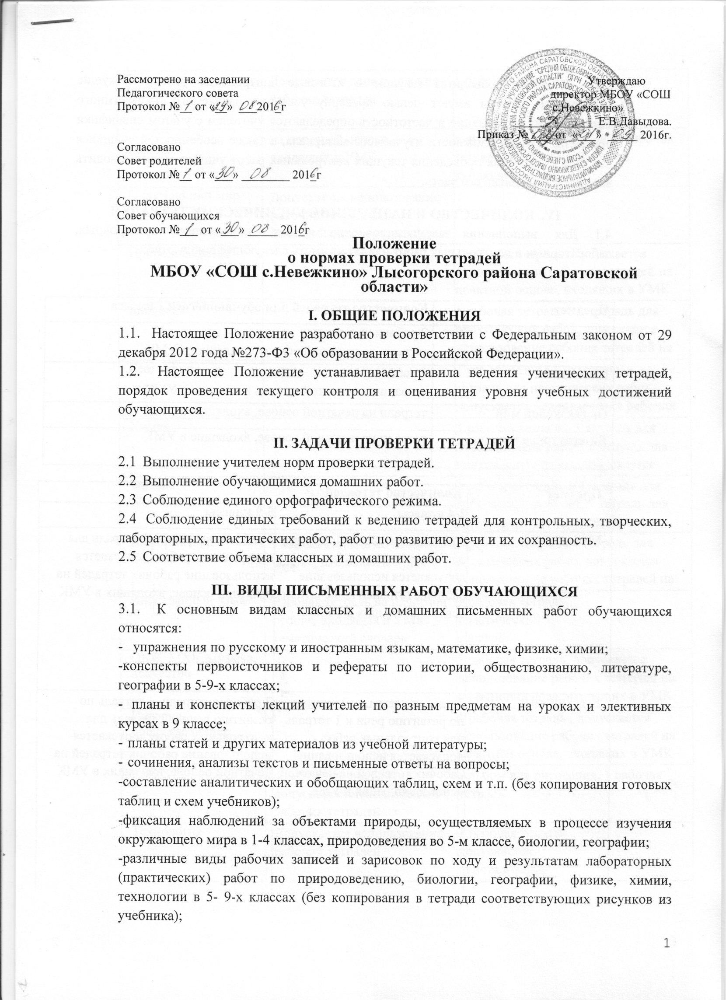 Рассмотрено на заседании
Педагогического совета
Протокол № 1 от «29» 08 2016г
Согласовано
Совет родителей
Протокол № 1 от «30» 08 2016г
Согласовано
Совет обучающихся
Протокол № 1 от «30» 08 2016г
Утверждаю
директор МБОУ «СОШ
с.Невежкино»
Е.В.Давыдова.
Приказ № от «01» 09 2016г.
Положение
о нормах проверки тетрадей
МБОУ «СОШ с.Невежкино» Лысогорского района Саратовской
области»
I. ОБЩИЕ ПОЛОЖЕНИЯ
1.1. Настоящее Положение разработано в соответствии с Федеральным законом от 29
декабря 2012 года №273-ФЗ «Об образовании в Российской Федерации».
1.2. Настоящее Положение устанавливает правила ведения ученических тетрадей,
порядок проведения текущего контроля и оценивания уровня учебных достижений
обучающихся.
II. ЗАДАЧИ ПРОВЕРКИ ТЕТРАДЕЙ
2.1 Выполнение учителем норм проверки тетрадей.
2.2 Выполнение обучающимися домашних работ.
2.3 Соблюдение единого орфографического режима.
2.4 Соблюдение единых требований к ведению тетрадей для контрольных, творческих,
лабораторных, практических работ, работ по развитию речи и их сохранность.
2.5 Соответствие объема классных и домашних работ.
III. ВИДЫ ПИСЬМЕННЫХ РАБОТ ОБУЧАЮЩИХСЯ
3.1. К основным видам классных и домашних письменных работ обучающихся
относятся:
- упражнения по русскому и иностранным языкам, математике, физике, химии;
-конспекты первоисточников и рефераты по истории, обществознанию, литературе,
географии в 5-9-х классах;
- планы и конспекты лекций учителей по разным предметам на уроках и элективных
курсах в 9 классе;
- планы статей и других материалов из учебной литературы;
- сочинения, анализы текстов и письменные ответы на вопросы;
-составление аналитических и обобщающих таблиц, схем и т.п. (без копирования готовых
таблиц и схем учебников);
-фиксация наблюдений за объектами природы, осуществляемых в процессе изучения
окружающего мира в 1-4 классах, природоведения во 5-м классе, биологии, географии;
-различные виды рабочих записей и зарисовок по ходу и результатам лабораторных
(практических) работ по природоведению, биологии, географии, физике, химии,
технологии в 5- 9-х классах (без копирования в тетради соответствующих рисунков из
учебника);
1